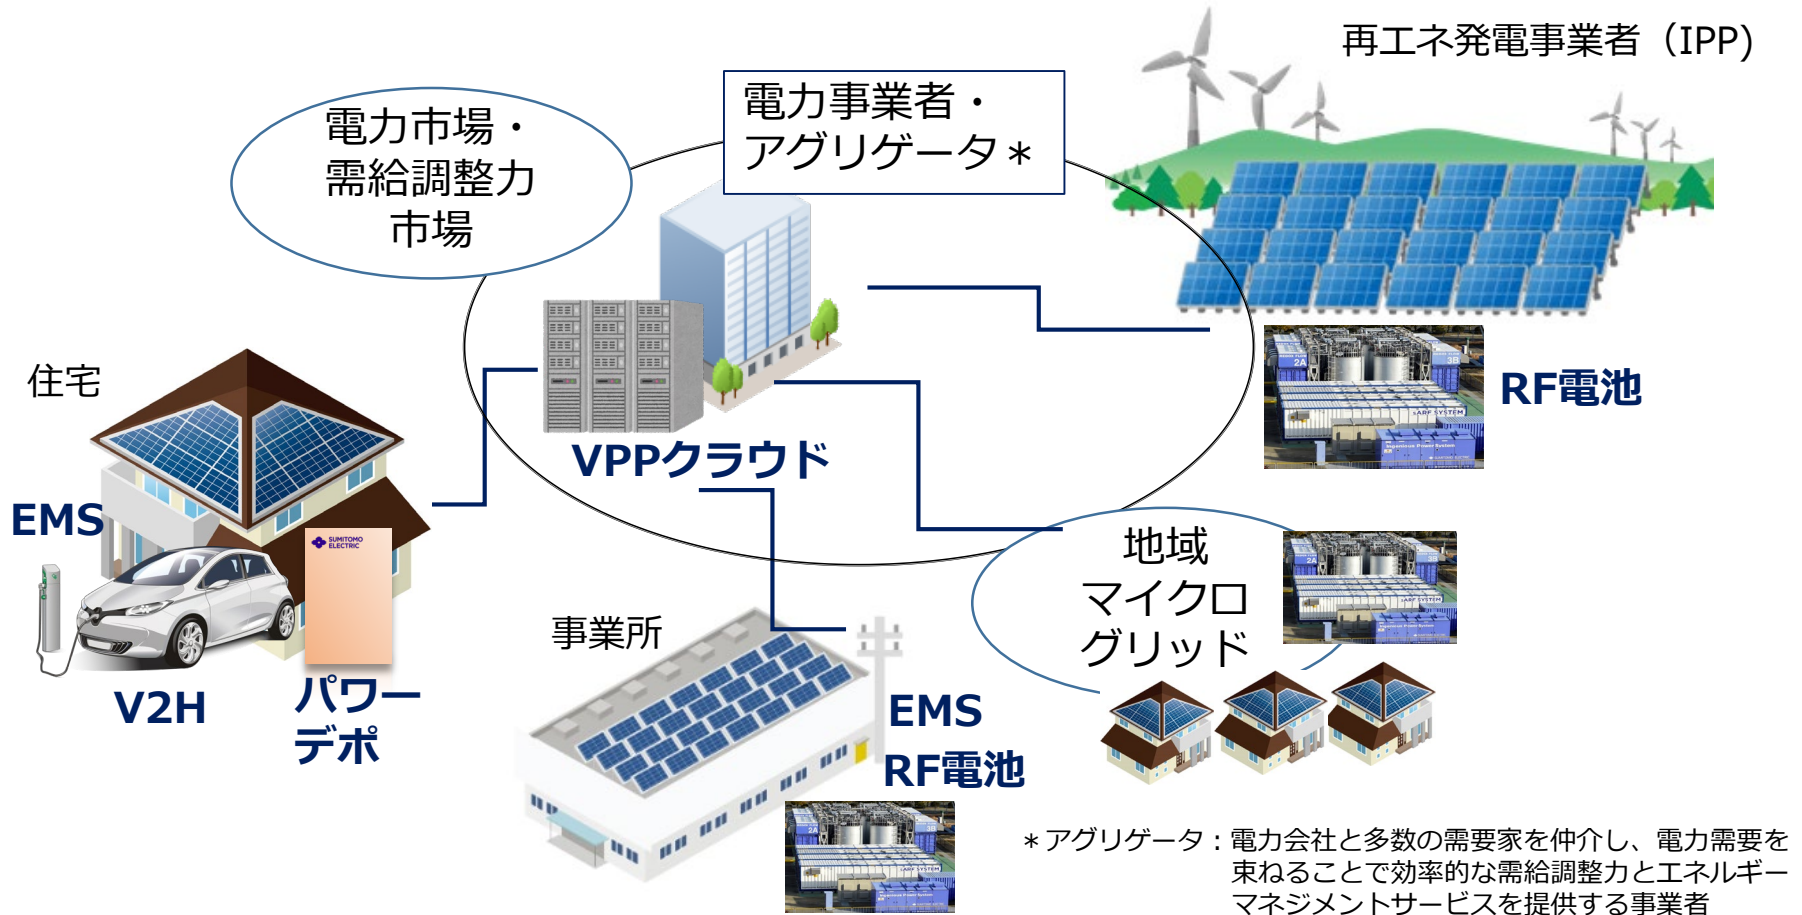 再エネ発電事業者（IPP)
電力市場・
需給調整力
市場
電力事業者・
アグリゲータ＊
住宅
EMS
SUMITOMO
ELECTRIC
V2H
パワー
デポ
VPPクラウド
2A
3B
sARF SYSTEM
RF電池
事業所
EMS
RF電池
地域
マイクロ
グリッド
＊アグリゲータ：電力会社と多数の需要家を仲介し、電力需要を
束ねることで効率的な需給調整力とエネルギー
マネジメントサービスを提供する事業者